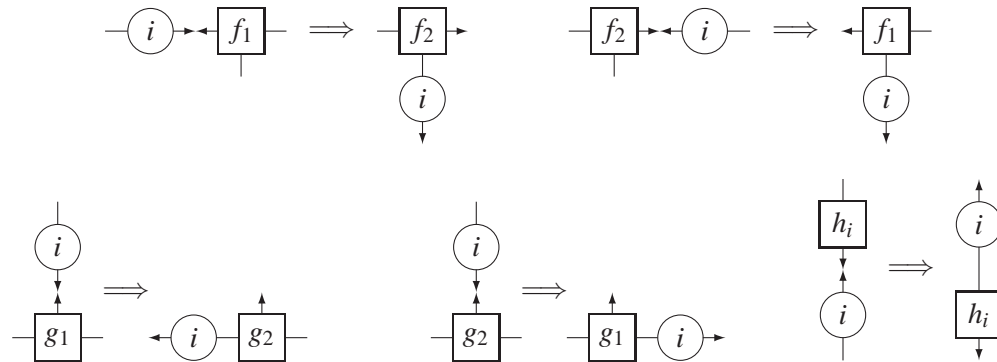 i f₁ ⟹ f₂ i f₂ i ⟹ f₁ i
i g₁ ⟹ i g₂ i g₂ ⟹ g₁ i hᵢ i ⟹ i hᵢ